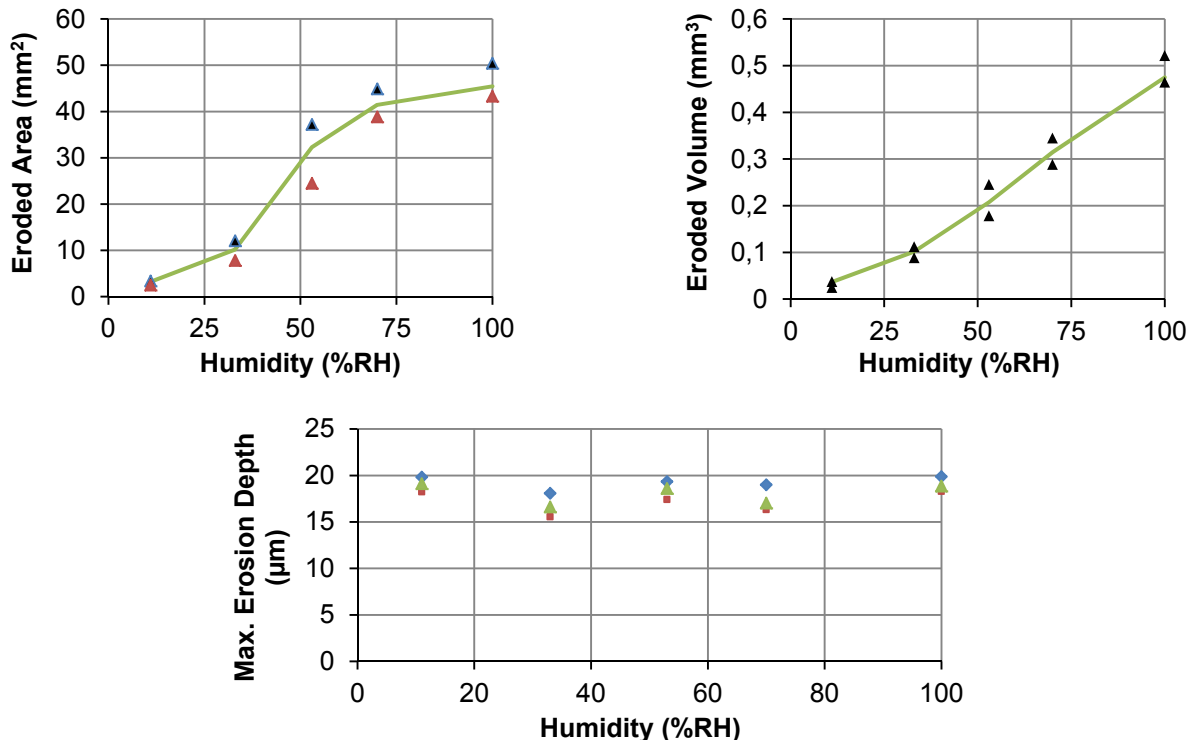 Eroded Area (mm²)
60
50
40
30
20
10
0
0 25 50 75 100
Humidity (%RH)
Eroded Volume (mm³)
0,6
0,5
0,4
0,3
0,2
0,1
0
0 25 50 75 100
Humidity (%RH)
Max. Erosion Depth
(µm)
25
20
15
10
5
0
0 20 40 60 80 100
Humidity (%RH)